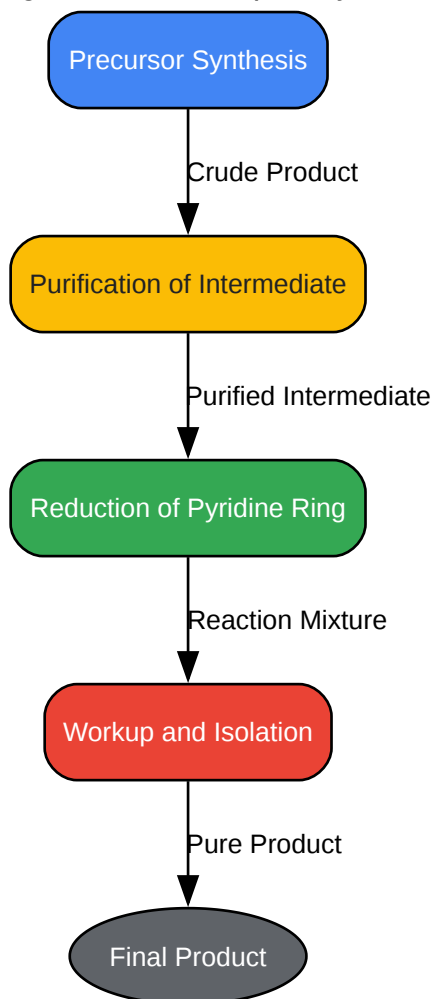 Precursor Synthesis
Crude Product
Purification of Intermediate
Purified Intermediate
Reduction of Pyridine Ring
Reaction Mixture
Workup and Isolation
Pure Product
Final Product